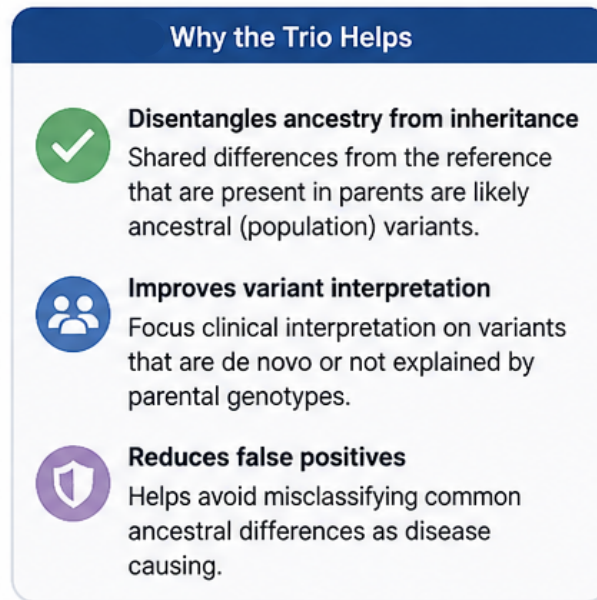 Why the Trio Helps
Disentangles ancestry from inheritance
Shared differences from the reference
that are present in parents are likely
ancestral (population) variants.
Improves variant interpretation
Focus clinical interpretation on variants
that are de novo or not explained by
parental genotypes.
Reduces false positives
Helps avoid misclassifying common
ancestral differences as disease
causing.